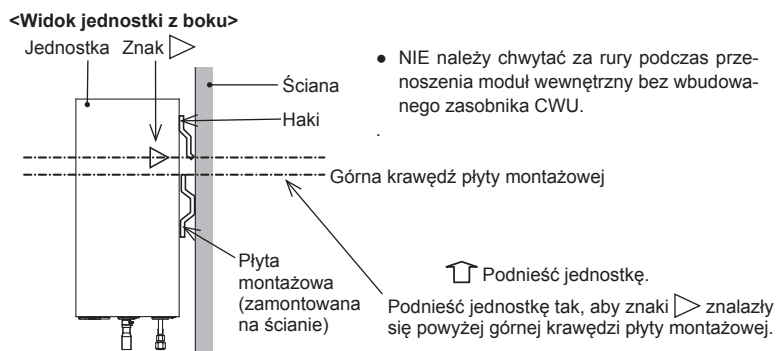 <Widok jednostki z boku>
Jednostka Znak
Ściana
Haki
Górna krawędź płyty montażowej
Płyta
montażowa
(zamontowana
na ścianie)
● NIE należy chwytać za rury podczas prze-
noszenia moduł wewnętrzny bez wbudowa-
nego zasobnika CWU.
.
Podnieść jednostkę.
Podnieść jednostkę tak, aby znaki ▷ znalazły
się powyżej górnej krawędzi płyty montażowej.